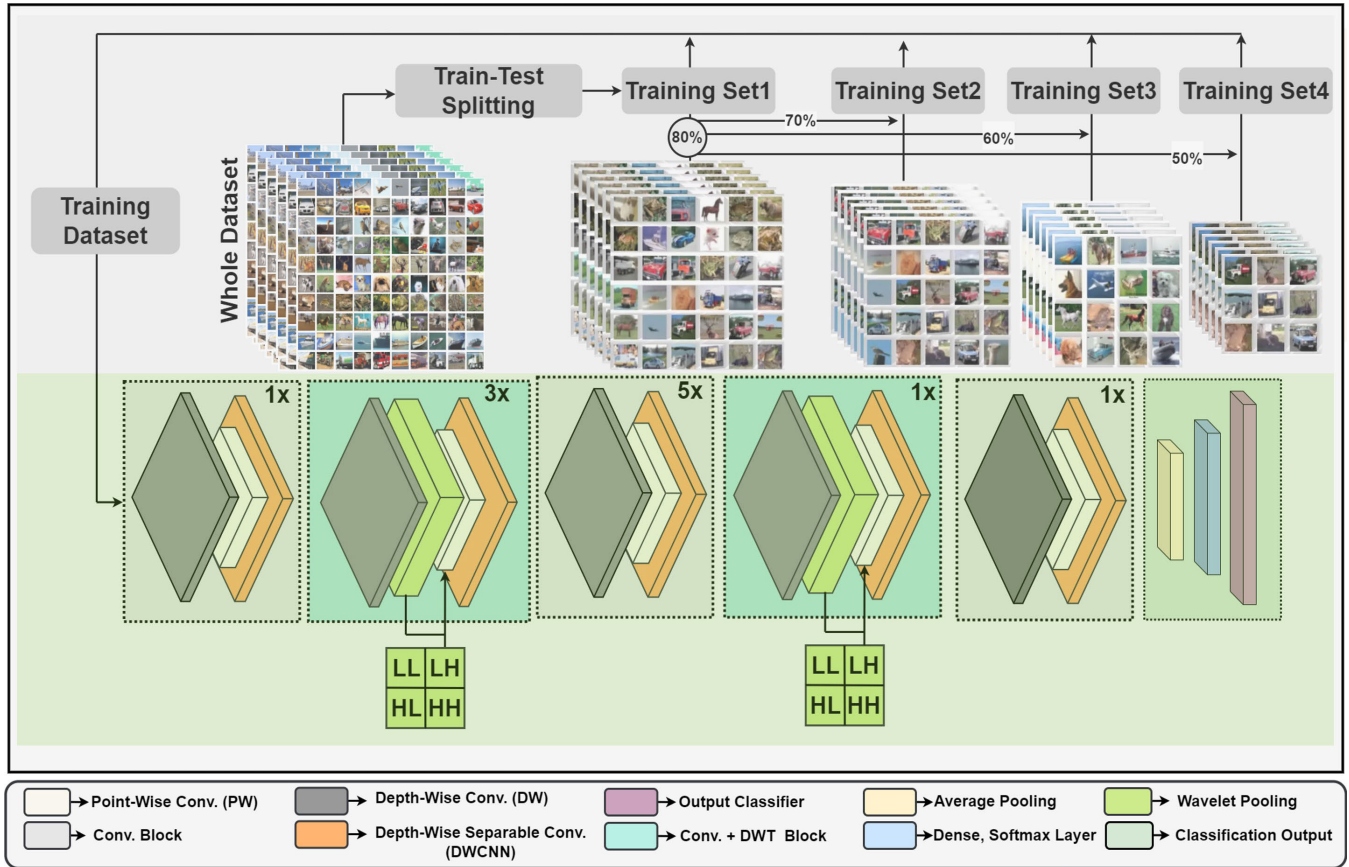 Train-Test
Splitting
Training Set1
Training Set2
Training Set3
Training Set4
80%
70%
60%
50%
Training
Dataset
Whole Dataset
1x
3x
5x
1x
1x
LL LH
HL HH
LL LH
HL HH
Point-Wise Conv. (PW)
Depth-Wise Conv. (DW)
Output Classifier
Average Pooling
Wavelet Pooling
Conv. Block
Depth-Wise Separable Conv.
(DWCNN)
Conv. + DWT Block
Dense, Softmax Layer
Classification Output